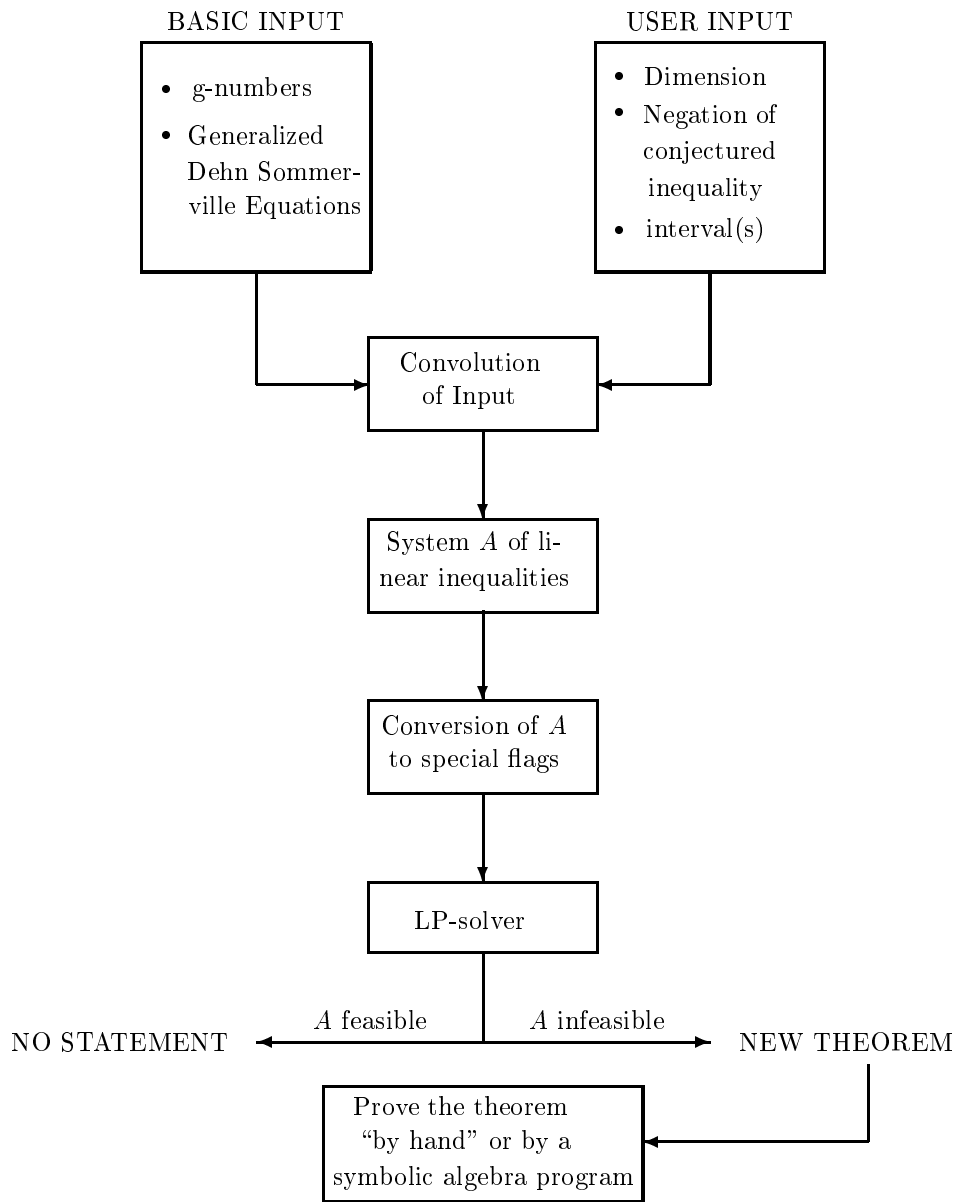 BASIC INPUT
• g-numbers
• Generalized
Dehn Sommer-
ville Equations
USER INPUT
• Dimension
• Negation of
conjectured
inequality
• interval(s)
Convolution
of Input
System A of li-
near inequalities
Conversion of A
to special flags
LP-solver
A feasible
A infeasible
NO STATEMENT
NEW THEOREM
Prove the theorem
“by hand” or by a
symbolic algebra program